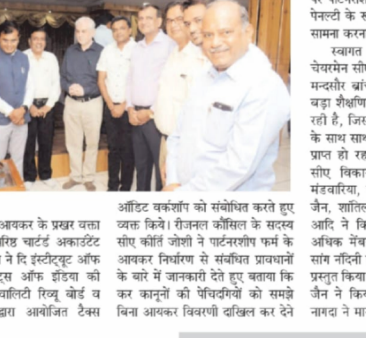 आयकर के प्रखर वक्ता
रिष्ठ चार्टर्ड अकाउंटेंट
ने दि इंस्टीट्यूट ऑफ
ट्स ऑफ इंडिया की
वालिटी रिव्यू बोर्ड व
द्वारा आयोजित टैक्स
ऑडिट वर्कशॉप को संबोधित करते हुए
व्यक्त किये। रीजनल कौंसिल के सदस्य
सीए कीर्ति जोशी ने पार्टनरशीप फर्म के
आयकर निर्धारण से संबंधित प्रावधानों
के बारे में जानकारी देते हुए बताया कि
कर कानूनों की पेचिदगियों को समझे
बिना आयकर विवरणी दाखिल कर देने
पेनल्टी के
सामना करना
स्वागत
चेयरमेन सीए
मन्दसौर ब्रां
बड़ा शैक्षणि
रही है, जिस
के साथ साथ
प्राप्त हो रह
सीए विकास
मंडवारिया,
जैन, शांतिल
आदि ने वि
अधिक मेंब
सांग नंदिनी
प्रस्तुत किया
जैन ने किय
नागदा ने मा